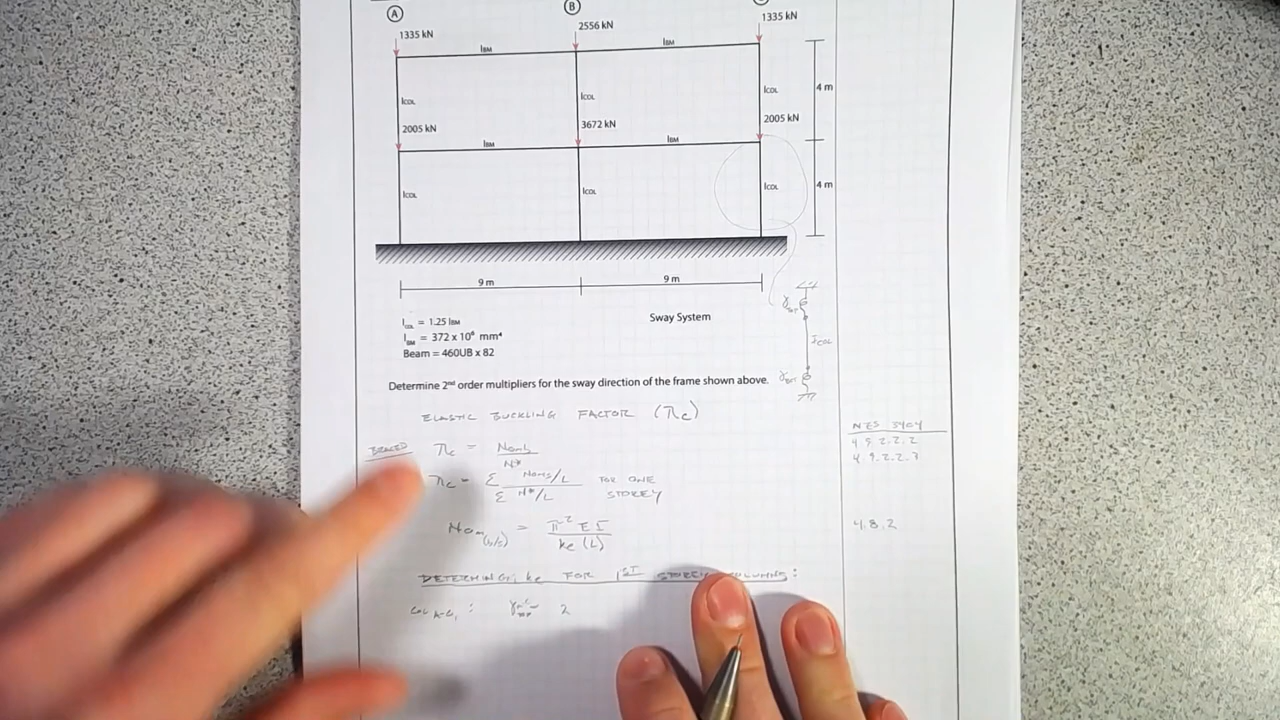 A B
1335 kN 2556 kN 1335 kN
IBM IBM
ICOL ICOL ICOL 4 m
2005 kN 3672 kN 2005 kN
IBM IBM
ICOL ICOL ICOL 4 m
9 m 9 m
ICOL = 1.25 IBM Sway System
IBM = 372 x 10⁶ mm⁴
Beam = 460UB x 82
ICOL
Determine 2nd order multipliers for the sway direction of the frame shown above.
ELASTIC BUCKLING FACTOR (λc)
NZS 3404
BRACED λc = Nomb / N*
4.9.2.2.2
4.9.2.2.3
λc = Σ Noms/L / Σ N*/L FOR ONE STOREY
Nom(b/s) = π² E I / ke (L)
4.8.2
DETERMINING ke FOR 1ST STOREY COLUMNS:
2